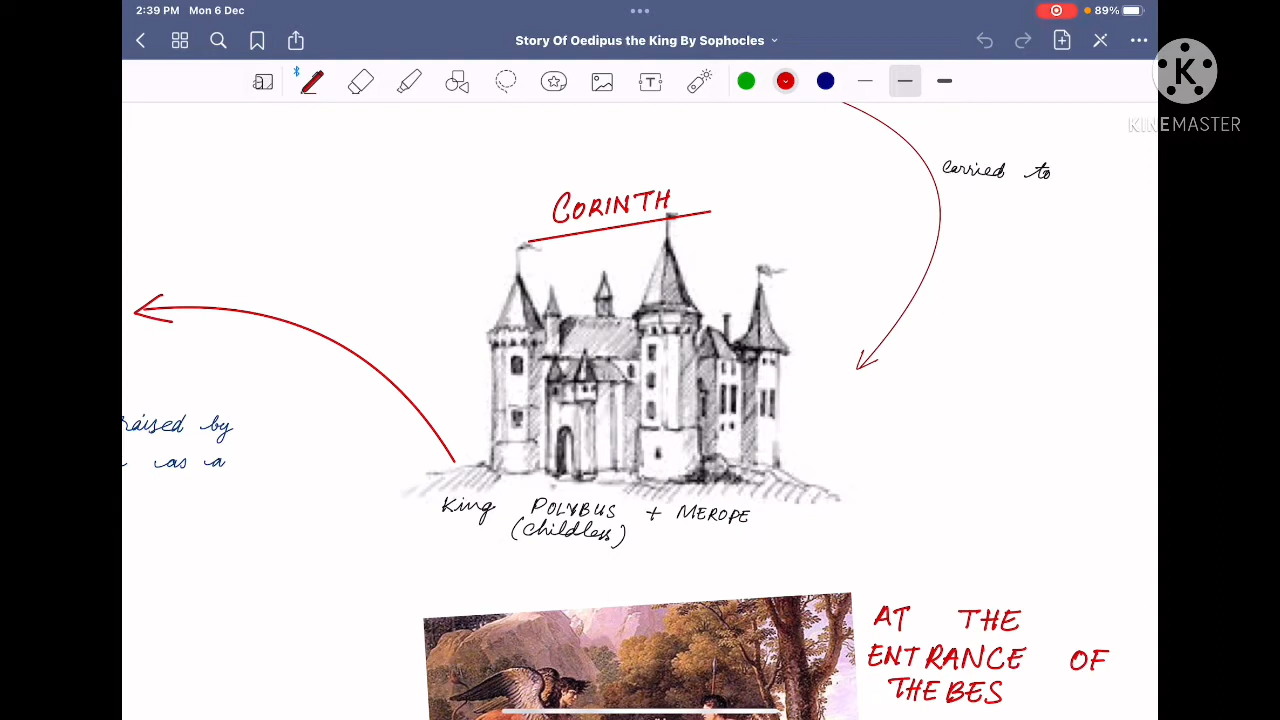 2:39 PM Mon 6 Dec
89%
Story Of Oedipus the King By Sophocles
K
KINEMASTER
a
T
carried to
CORINTH
raised by
as a
King POLYBUS + MEROPE
(childless)
AT THE
ENTRANCE OF
THEBES